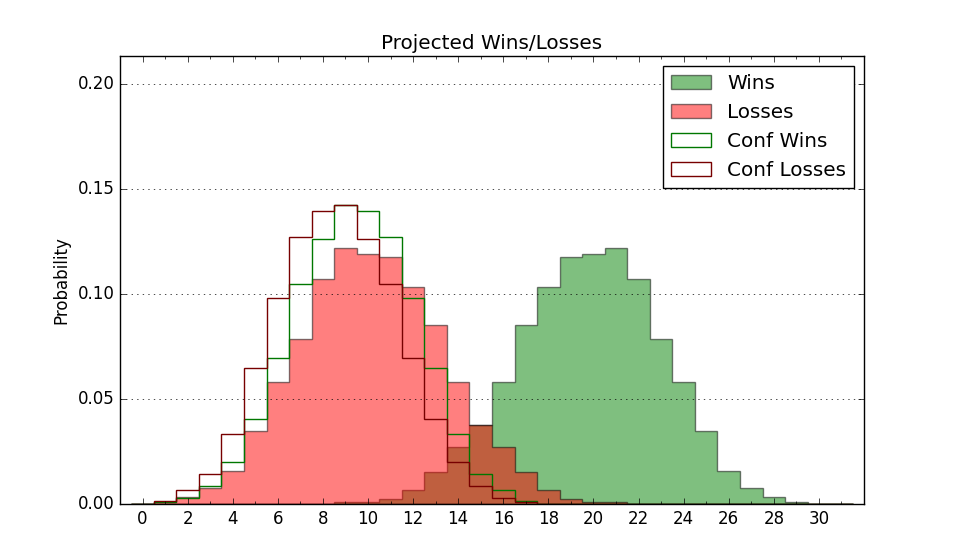 Projected Wins/Losses
0.20
0.15
0.10
0.05
0.00
Probability
Wins
Losses
Conf Wins
Conf Losses
0 2 4 6 8 10 12 14 16 18 20 22 24 26 28 30